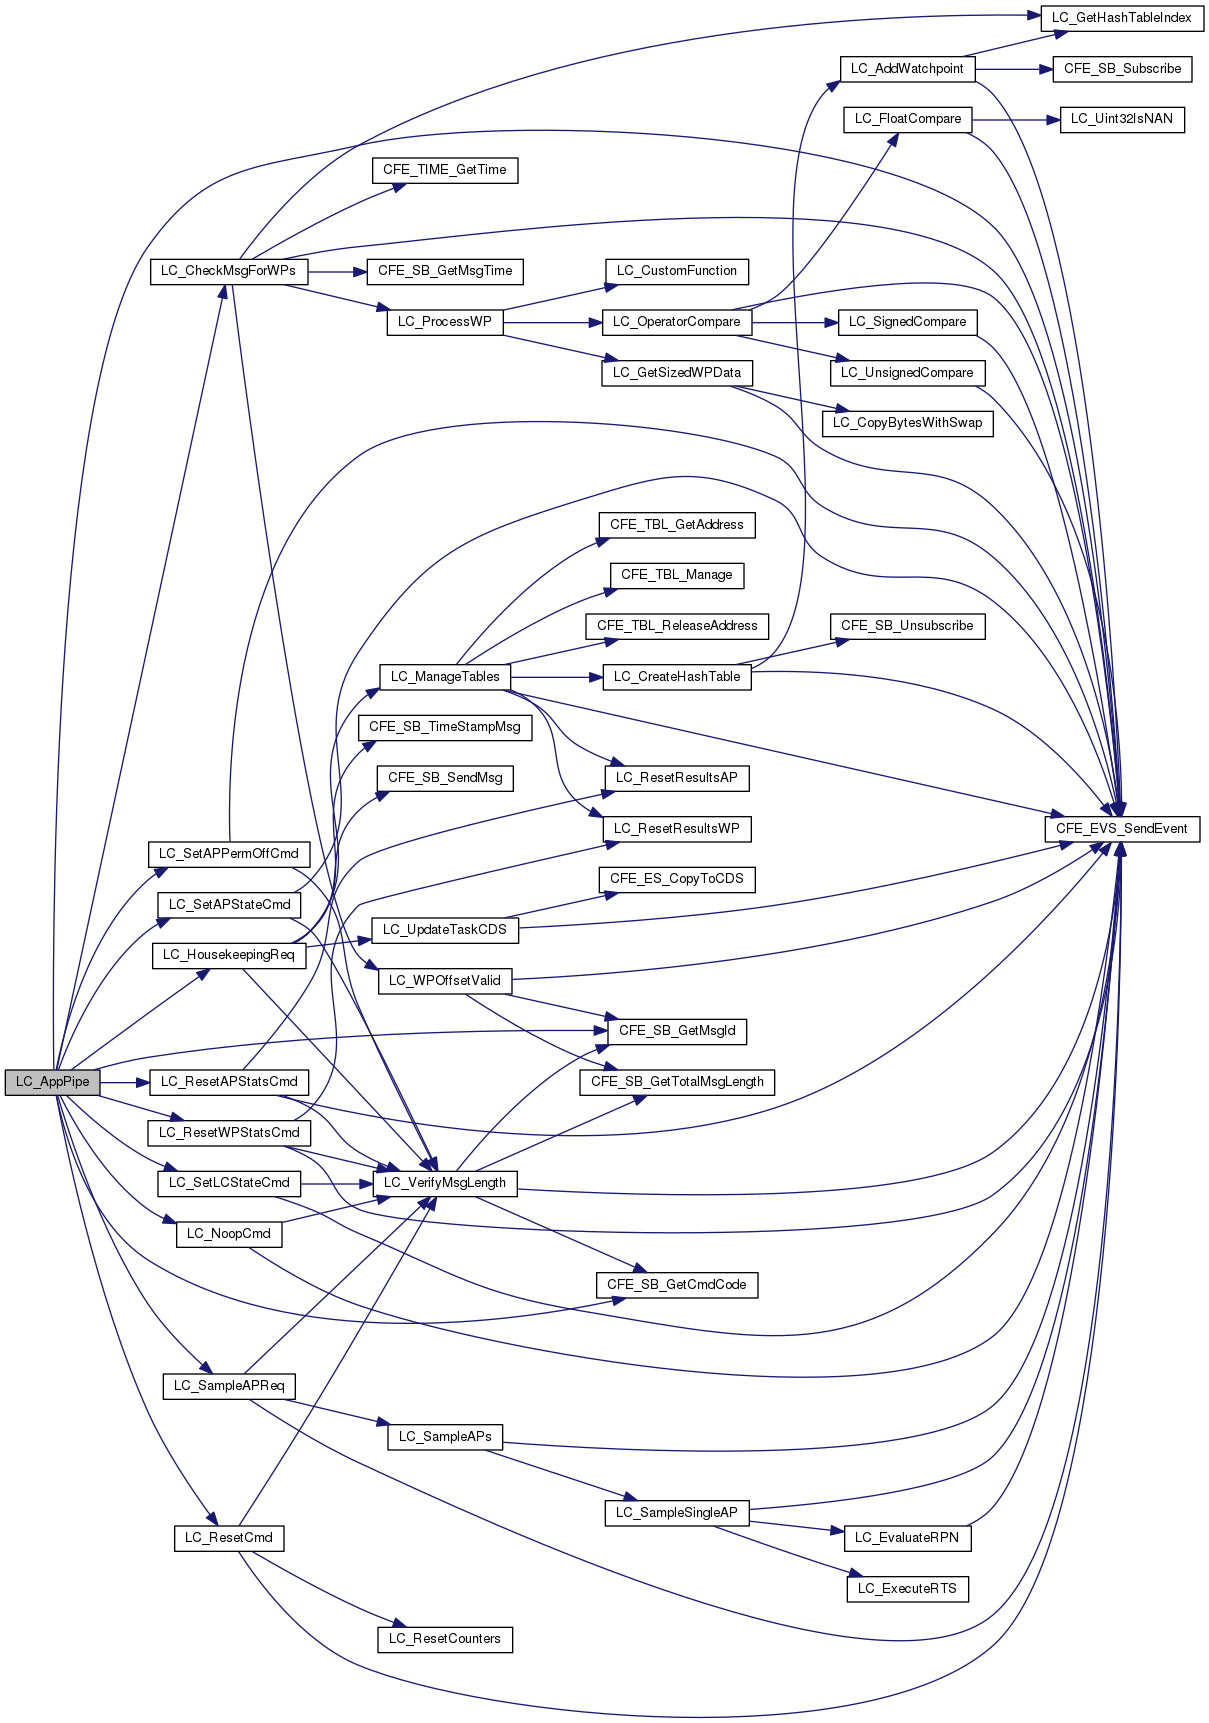 LC_GetHashTableIndex
LC_AddWatchpoint
CFE_SB_Subscribe
LC_FloatCompare
LC_Uint32IsNAN
CFE_TIME_GetTime
LC_CheckMsgForWPs
CFE_SB_GetMsgTime
LC_CustomFunction
LC_ProcessWP
LC_OperatorCompare
LC_SignedCompare
LC_GetSizedWPData
LC_UnsignedCompare
LC_CopyBytesWithSwap
CFE_TBL_GetAddress
CFE_TBL_Manage
CFE_TBL_ReleaseAddress
CFE_SB_Unsubscribe
LC_ManageTables
LC_CreateHashTable
CFE_SB_TimeStampMsg
CFE_SB_SendMsg
LC_ResetResultsAP
LC_ResetResultsWP
CFE_EVS_SendEvent
LC_SetAPPermOffCmd
CFE_ES_CopyToCDS
LC_SetAPStateCmd
LC_UpdateTaskCDS
LC_HousekeepingReq
LC_WPOffsetValid
CFE_SB_GetMsgId
LC_AppPipe
LC_ResetAPStatsCmd
CFE_SB_GetTotalMsgLength
LC_ResetWPStatsCmd
LC_SetLCStateCmd
LC_VerifyMsgLength
LC_NoopCmd
CFE_SB_GetCmdCode
LC_SampleAPReq
LC_SampleAPs
LC_SampleSingleAP
LC_ResetCmd
LC_EvaluateRPN
LC_ExecuteRTS
LC_ResetCounters